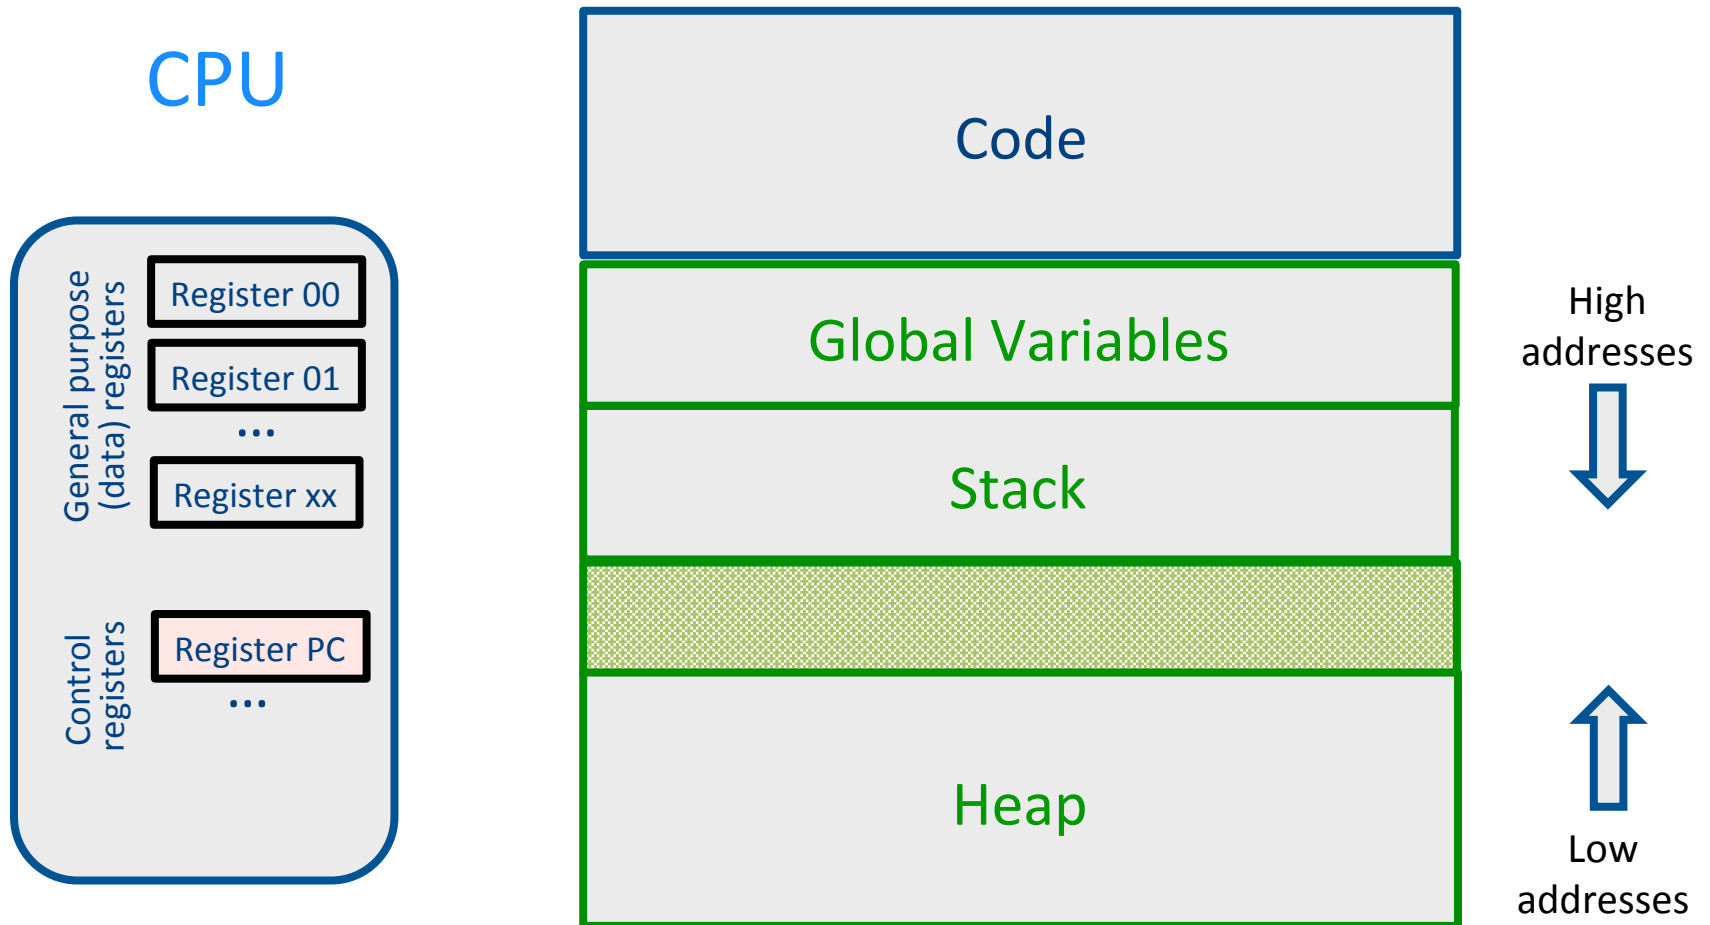 CPU
General purpose
(data) registers
Register 00
Register 01
...
Register xx
Control
registers
Register PC
...
Code
Global Variables
Stack
Heap
High
addresses
Low
addresses